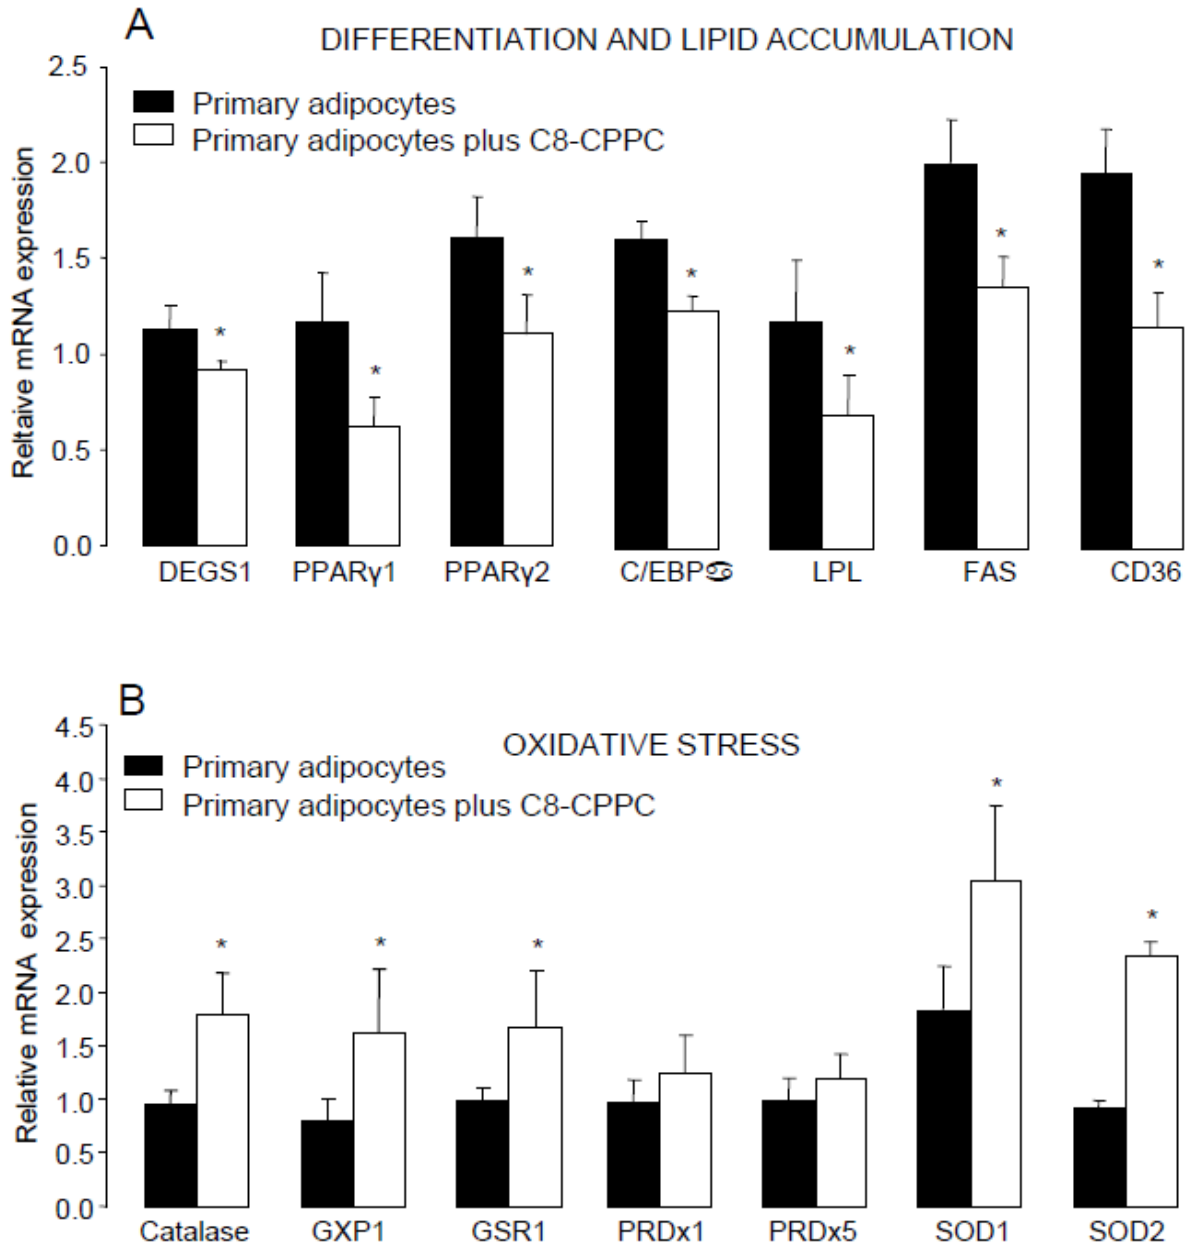 A
DIFFERENTIATION AND LIPID ACCUMULATION
2.5
Primary adipocytes
Primary adipocytes plus C8-CPPC
2.0
1.5
1.0
0.5
0.0
Reltaive mRNA expression
* * * * * * *
DEGS1 PPARγ1 PPARγ2 C/EBP LPL FAS CD36
B
OXIDATIVE STRESS
4.5
Primary adipocytes
4.0
Primary adipocytes plus C8-CPPC
3.5
3.0
2.5
2.0
1.5
1.0
0.5
0.0
Relative mRNA expression
* * * * *
Catalase GXP1 GSR1 PRDx1 PRDx5 SOD1 SOD2